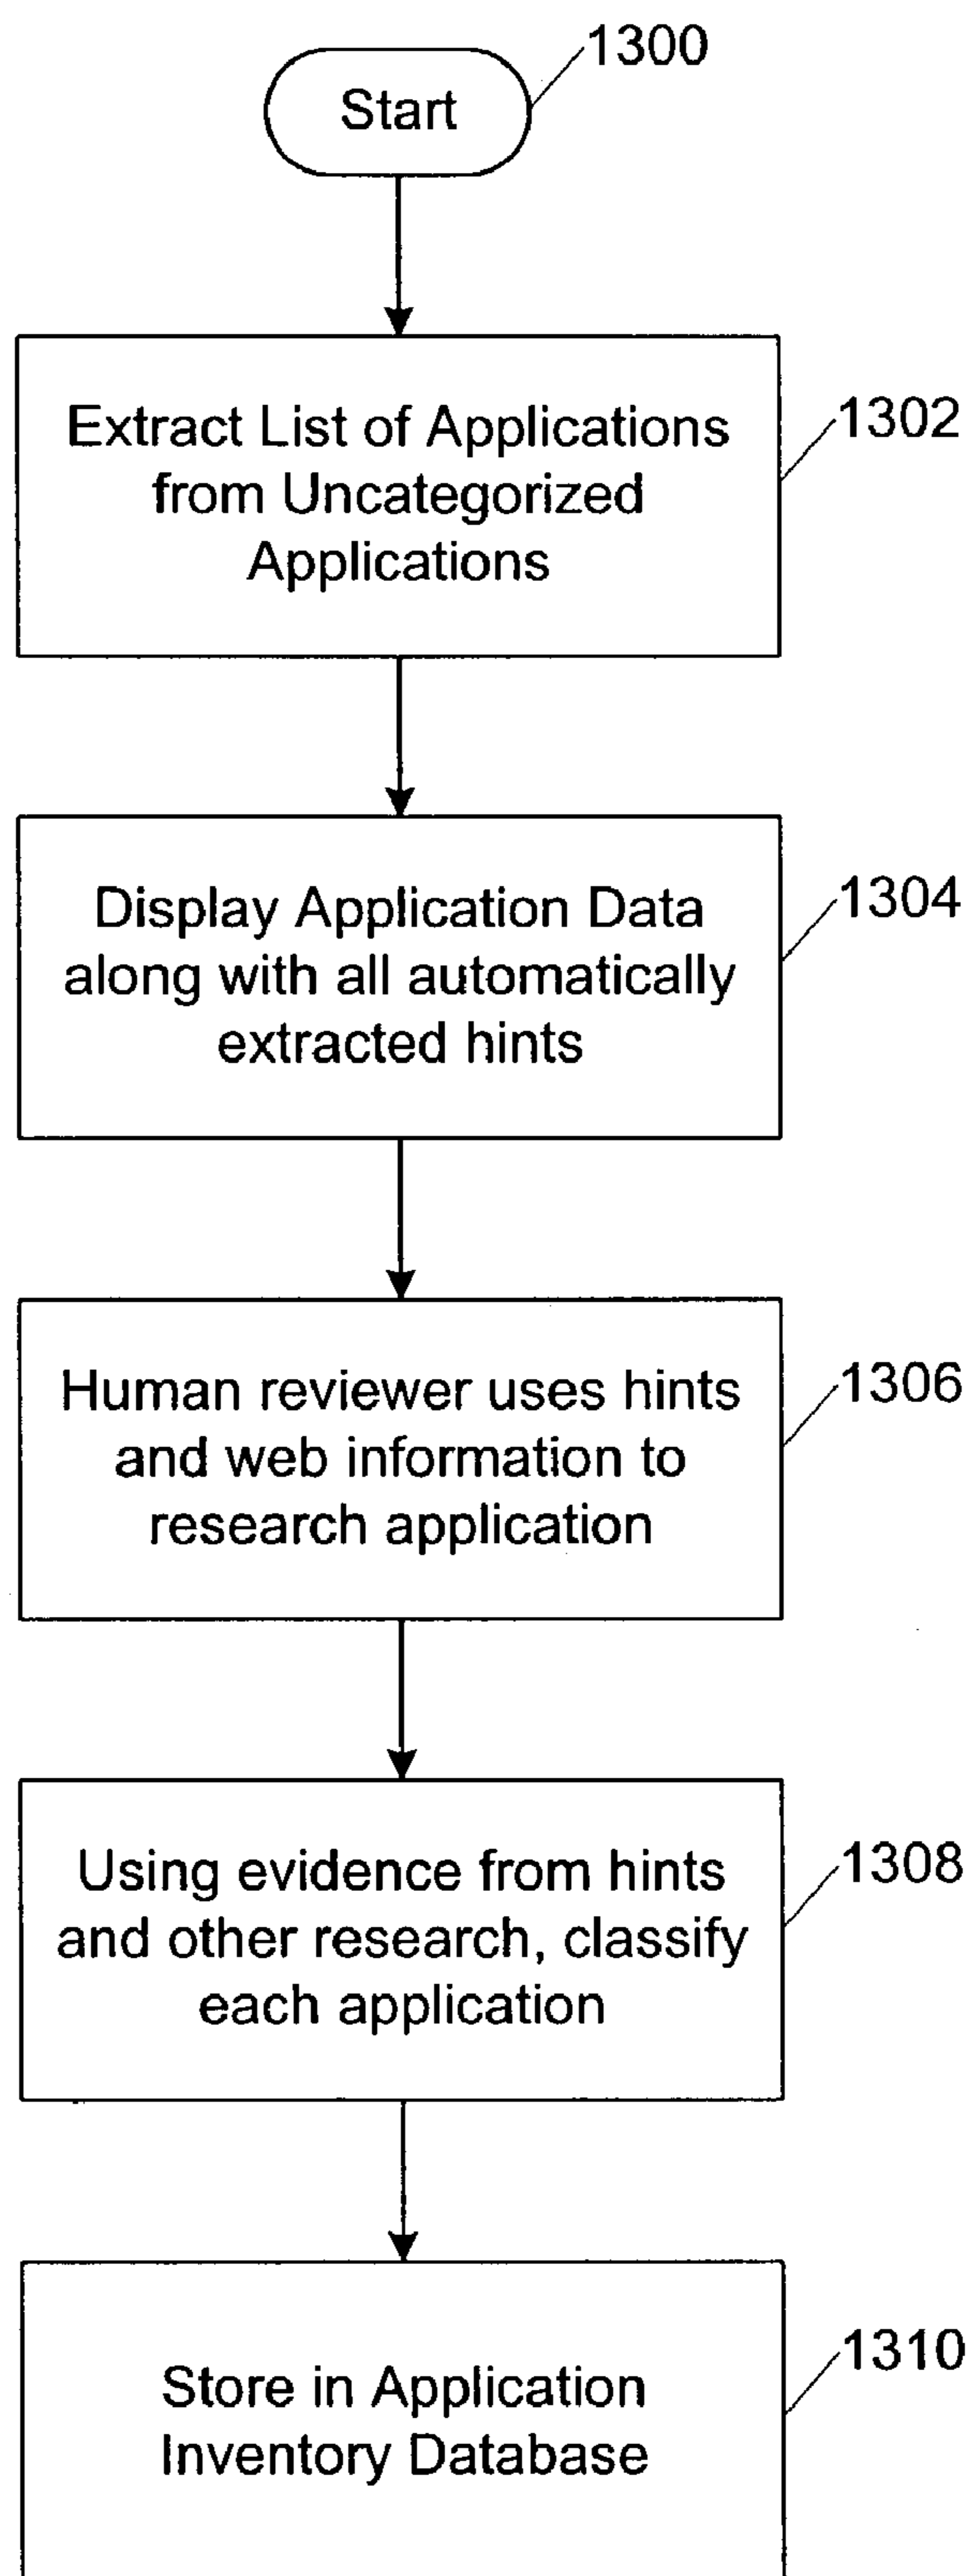 1300
Start
1302
Extract List of Applications
from Uncategorized
Applications
1304
Display Application Data
along with all automatically
extracted hints
1306
Human reviewer uses hints
and web information to
research application
1308
Using evidence from hints
and other research, classify
each application
1310
Store in Application
Inventory Database